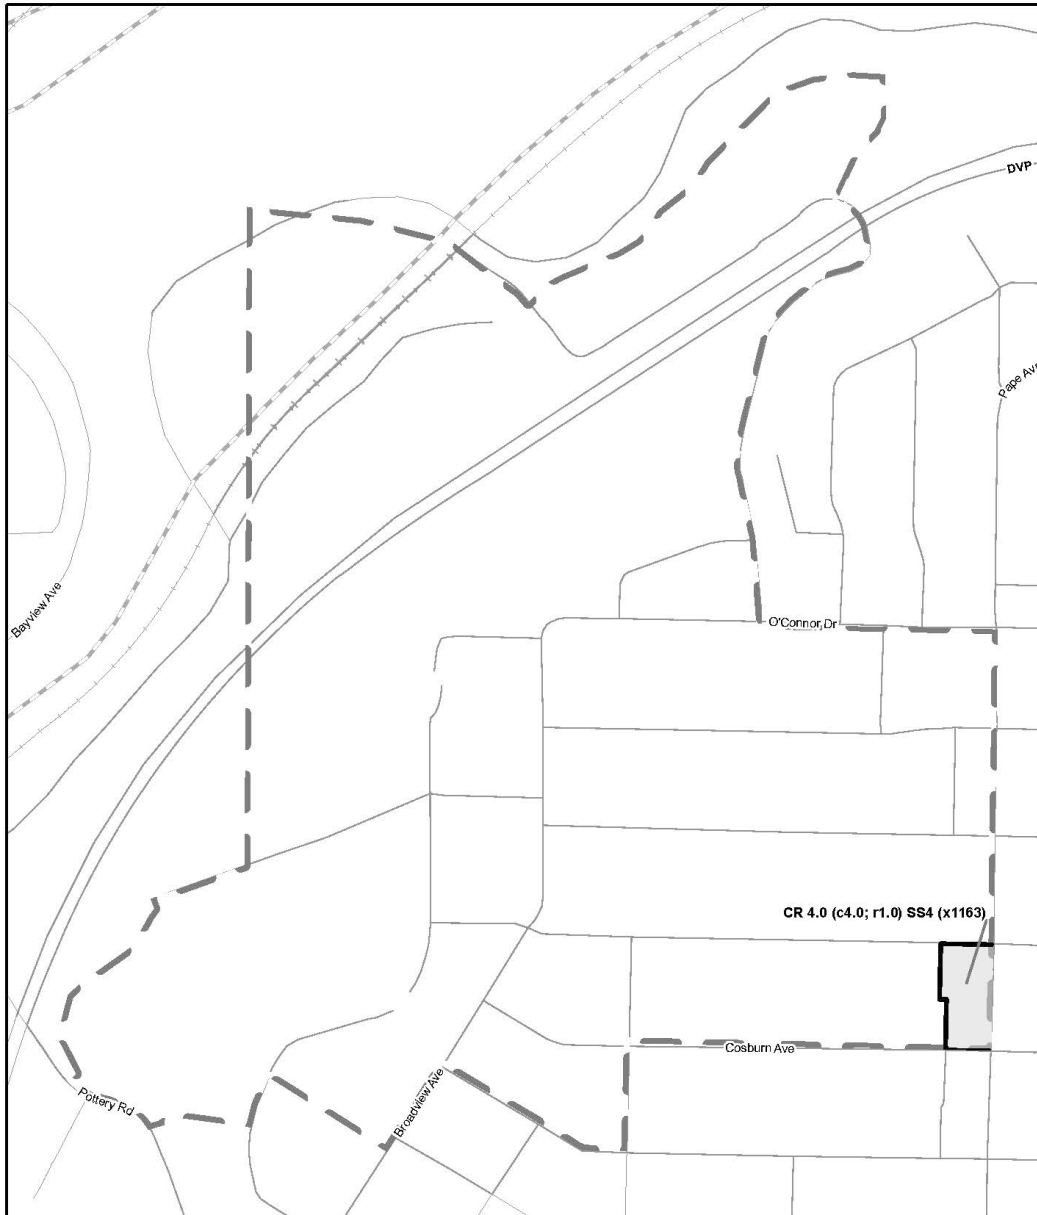 DVP
Pape Ave
Bayview Ave
O'Connor Dr
CR 4.0 (c4.0; r1.0) SS4 (x1163)
Cosburn Ave
Broadview Ave
Pottery Rd